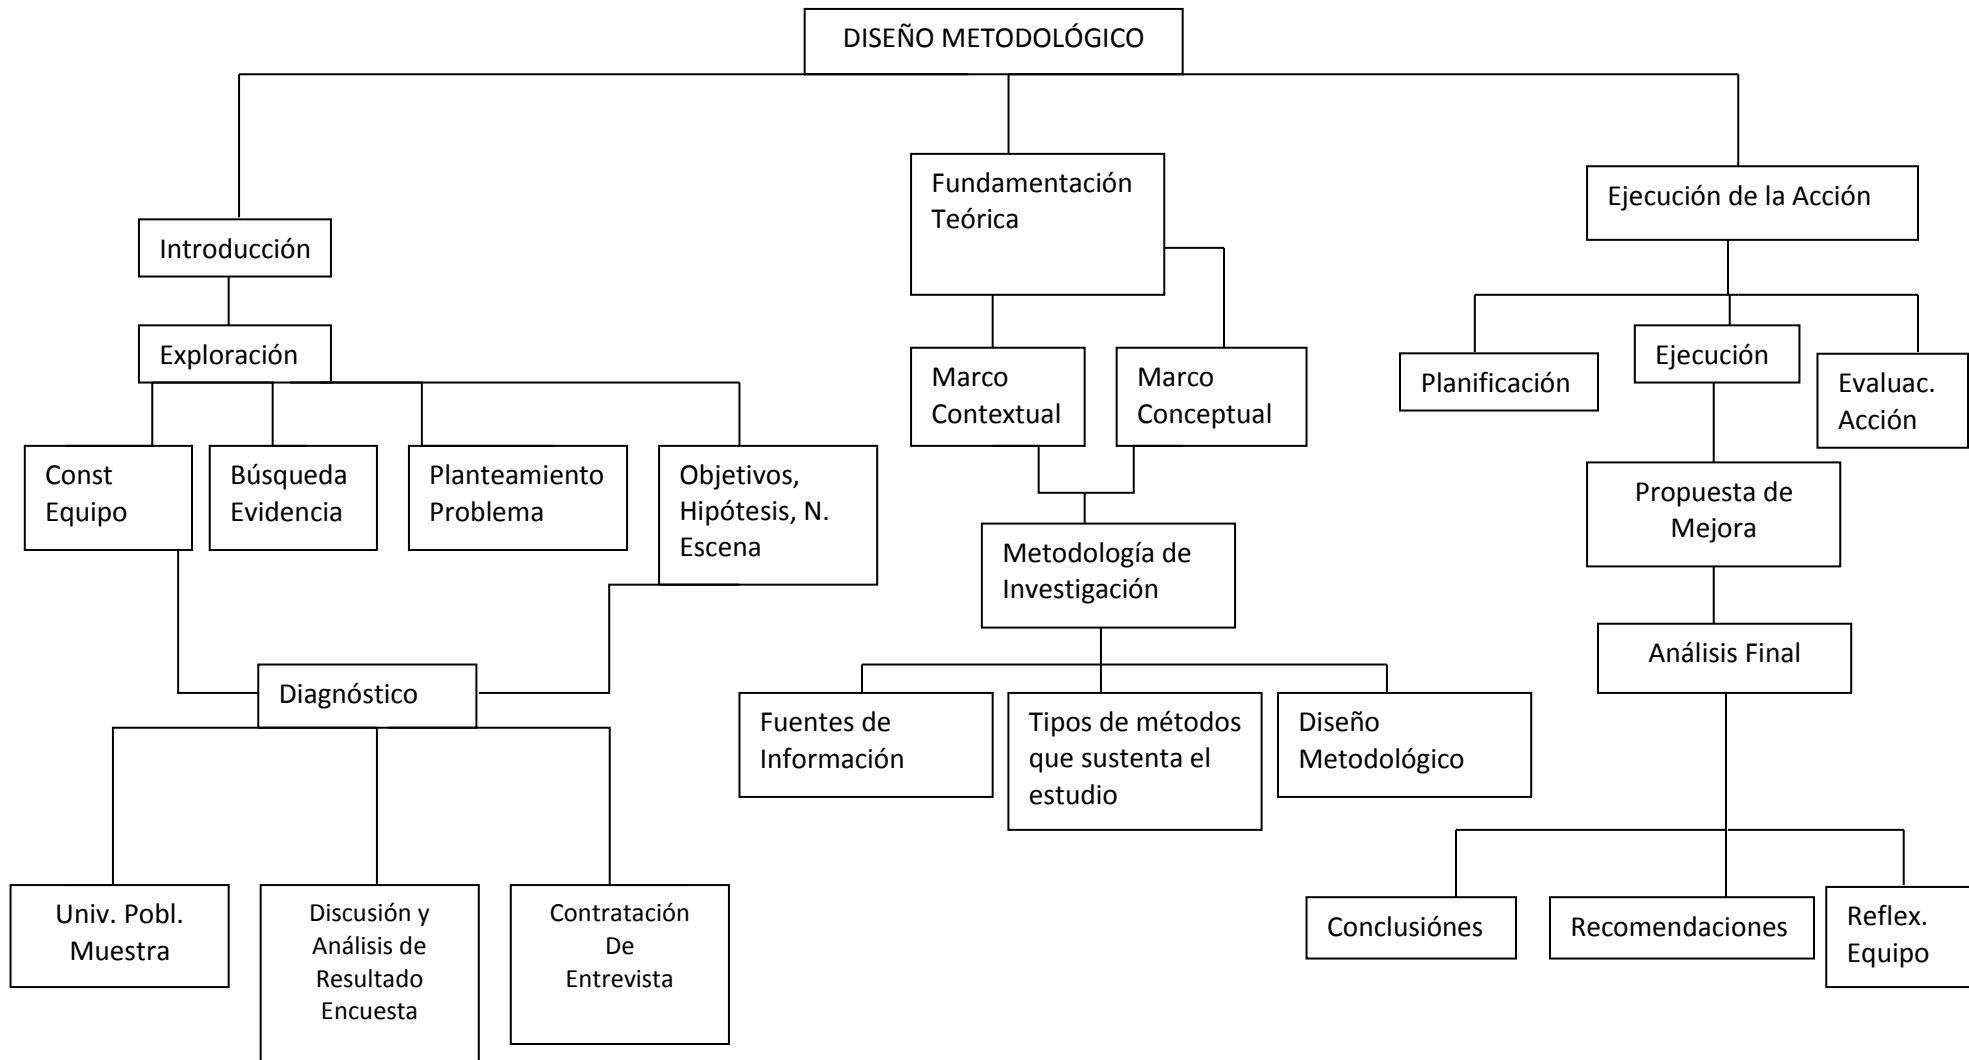 DISEÑO METODOLÓGICO
Introducción
Exploración
Const
Equipo
Búsqueda
Evidencia
Planteamiento
Problema
Objetivos,
Hipótesis, N.
Escena
Diagnóstico
Univ. Pobl.
Muestra
Discusión y
Análisis de
Resultado
Encuesta
Contratación
De
Entrevista
Fundamentación
Teórica
Marco
Contextual
Marco
Conceptual
Metodología de
Investigación
Fuentes de
Información
Tipos de métodos
que sustenta el
estudio
Diseño
Metodológico
Ejecución de la Acción
Planificación
Ejecución
Evaluac.
Acción
Propuesta de
Mejora
Análisis Final
Conclusiónes
Recomendaciones
Reflex.
Equipo